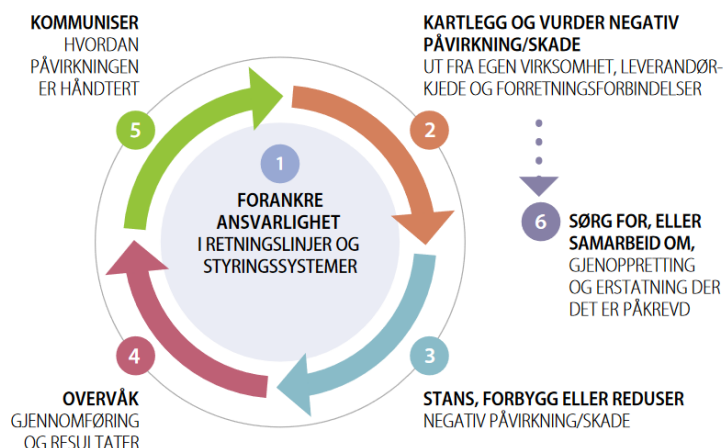 1
FORANKRE
ANSVARLIGHET
I RETNINGSLINJER OG
STYRINGSSYSTEMER
2
KARTLEGG OG VURDER NEGATIV
PÅVIRKNING/SKADE
UT FRA EGEN VIRKSOMHET, LEVERANDØR-
KJEDE OG FORRETNINGSFORBINDELSER
3
STANS, FORBYGG ELLER REDUSER
NEGATIV PÅVIRKNING/SKADE
4
OVERVÅK
GJENNOMFØRING
OG RESULTATER
5
KOMMUNISER
HVORDAN
PÅVIRKNINGEN
ER HÅNDTERT
6
SØRG FOR, ELLER
SAMARBEID OM,
GJENOPPRETTING
OG ERSTATNING DER
DET ER PÅKREVD